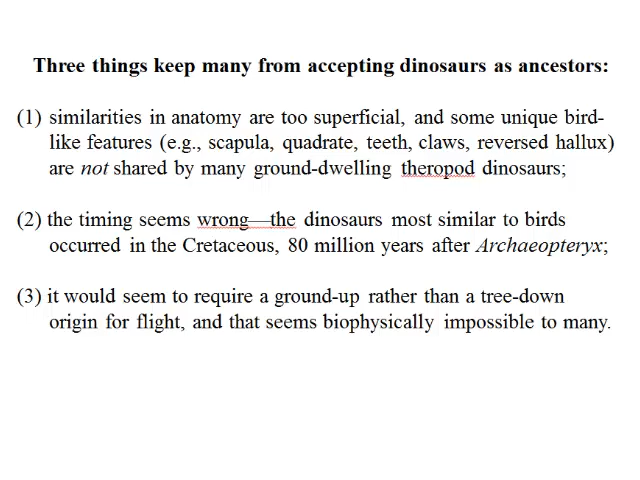 Three things keep many from accepting dinosaurs as ancestors:
(1) similarities in anatomy are too superficial, and some unique bird-
like features (e.g., scapula, quadrate, teeth, claws, reversed hallux)
are not shared by many ground-dwelling theropod dinosaurs;
(2) the timing seems wrong—the dinosaurs most similar to birds
occurred in the Cretaceous, 80 million years after Archaeopteryx;
(3) it would seem to require a ground-up rather than a tree-down
origin for flight, and that seems biophysically impossible to many.